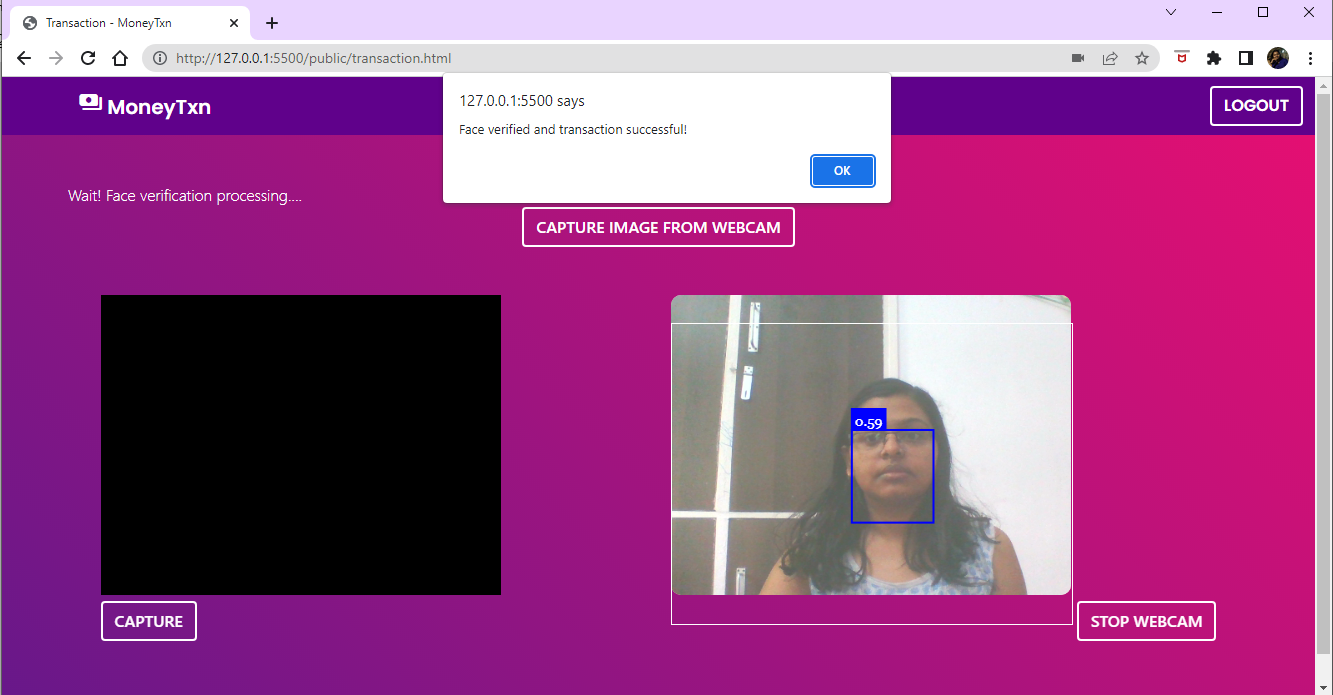 Transaction - MoneyTxn
http://127.0.0.1:5500/public/transaction.html
MoneyTxn
LOGOUT
127.0.0.1:5500 says
Face verified and transaction successful!
OK
Wait! Face verification processing....
CAPTURE IMAGE FROM WEBCAM
0.59
CAPTURE
STOP WEBCAM